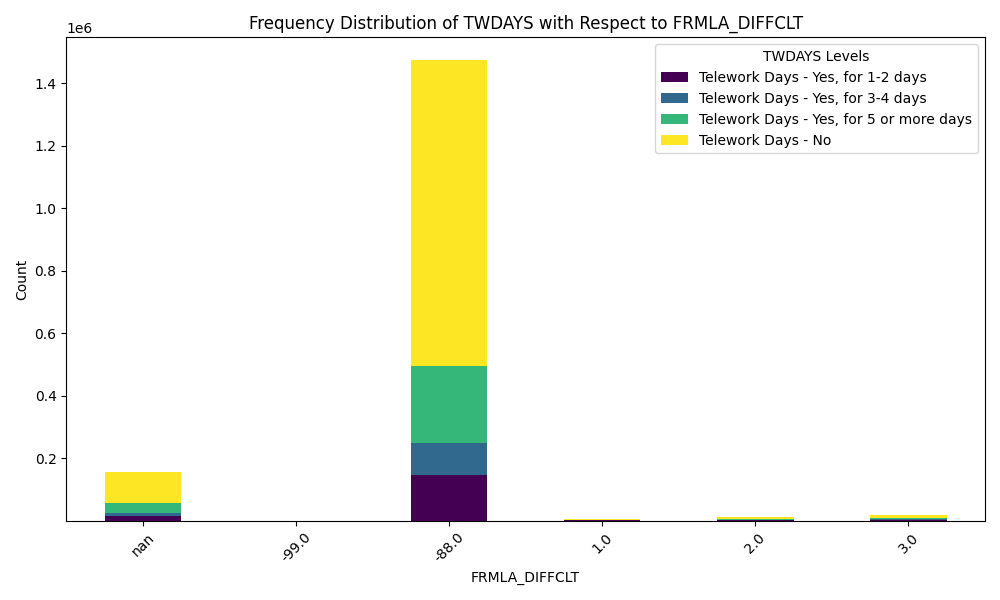 Frequency Distribution of TWDAYS with Respect to FRMLA_DIFFCLT
1e6
TWDAYS Levels
Telework Days - Yes, for 1-2 days
Telework Days - Yes, for 3-4 days
Telework Days - Yes, for 5 or more days
Telework Days - No
1.4
1.2
1.0
0.8
0.6
0.4
0.2
Count
nan
-99.0
-88.0
1.0
2.0
3.0
FRMLA_DIFFCLT